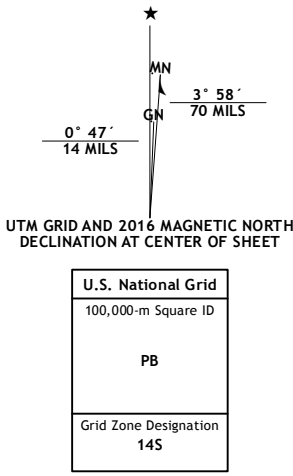 ★
MN
3° 58´
70 MILS
GN
0° 47´
14 MILS
UTM GRID AND 2016 MAGNETIC NORTH
DECLINATION AT CENTER OF SHEET
U.S. National Grid
100,000-m Square ID
PB
Grid Zone Designation
14S